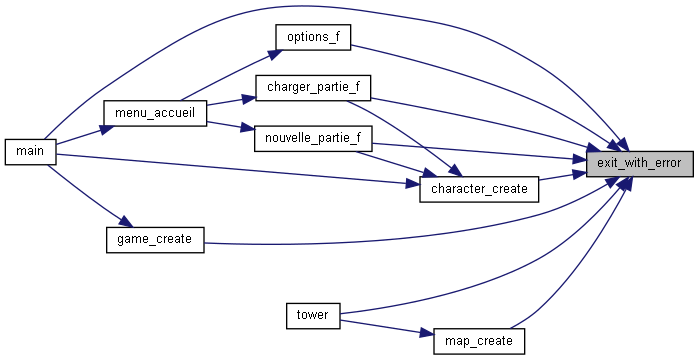 options_f
charger_partie_f
menu_accueil
nouvelle_partie_f
main
exit_with_error
character_create
game_create
tower
map_create